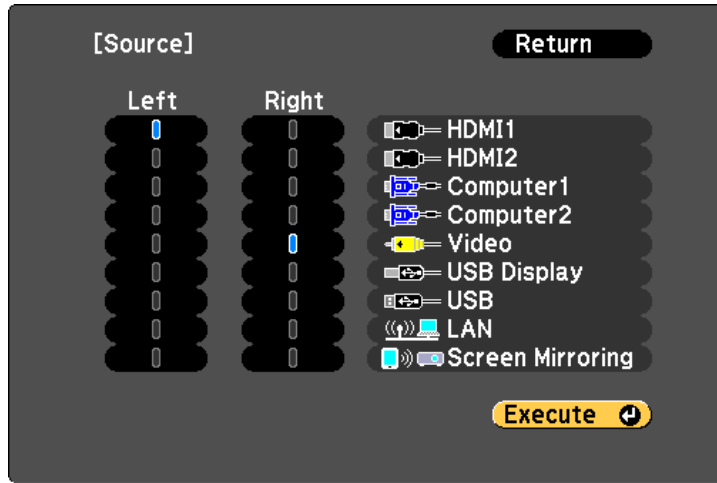 [Source] Return
Left Right
HDMI1
HDMI2
Computer1
Computer2
Video
USB Display
USB
LAN
Screen Mirroring
Execute